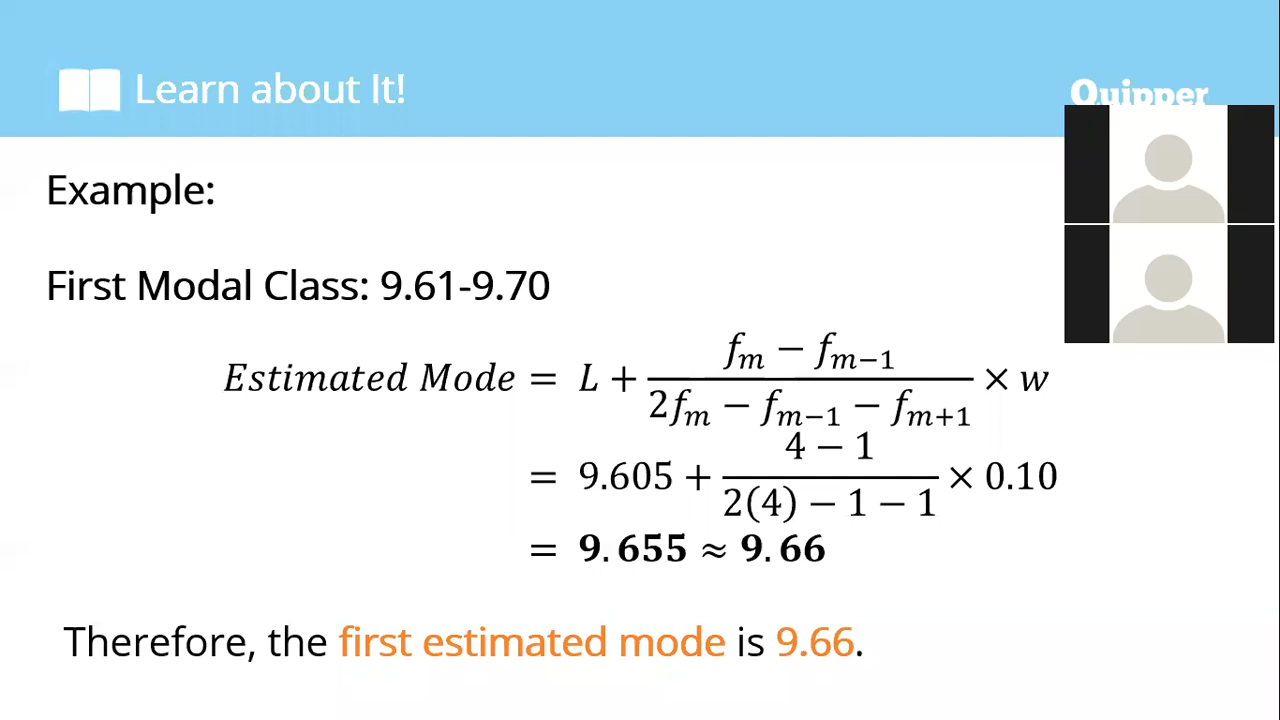 Learn about It!
Quipper
Example:
First Modal Class: 9.61-9.70
Estimated Mode = L + \frac{f_m − f_{m−1}}{2f_m − f_{m−1} − f_{m+1}} × w
= 9.605 + \frac{4 − 1}{2(4) − 1 − 1} × 0.10
= 9.655 ≈ 9.66
Therefore, the first estimated mode is 9.66.